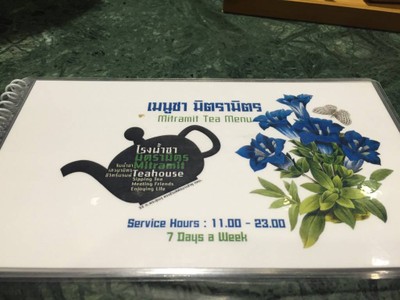 เมนูชา มิตรามิตร
Mitramit Tea Menu
โรงน้ำชา
มิตรามิตร
Mitramit
Teahouse
Sipping Tea
Meeting Friends
Enjoying Life
Service Hours : 11.00 - 23.00
7 Days a Week